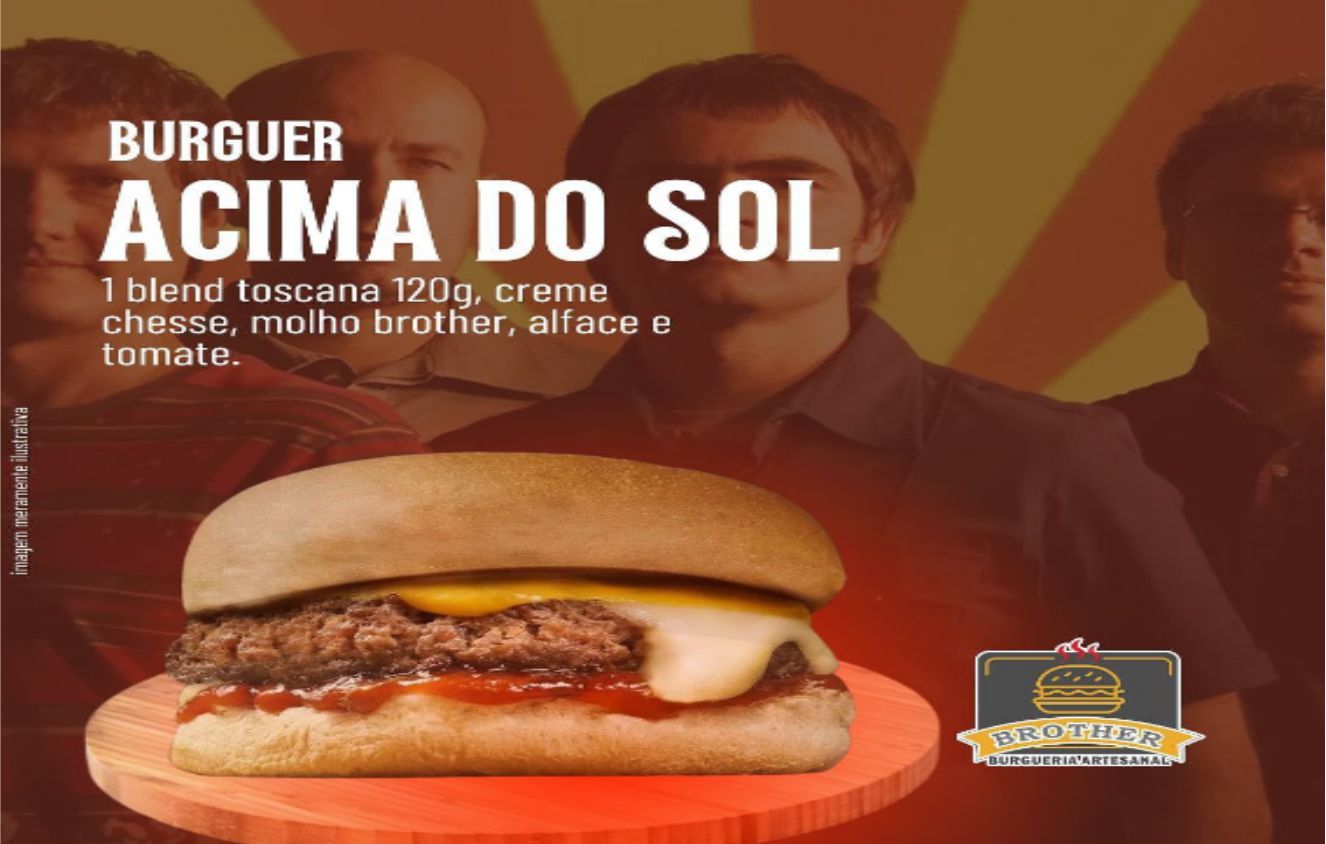 BURGUER
ACIMA DO SOL
1 blend toscana 120g, creme
chesse, molho brother, alface e
tomate.
imagem meramente ilustrativa
BROTHER
BURGUERIA ARTESANAL